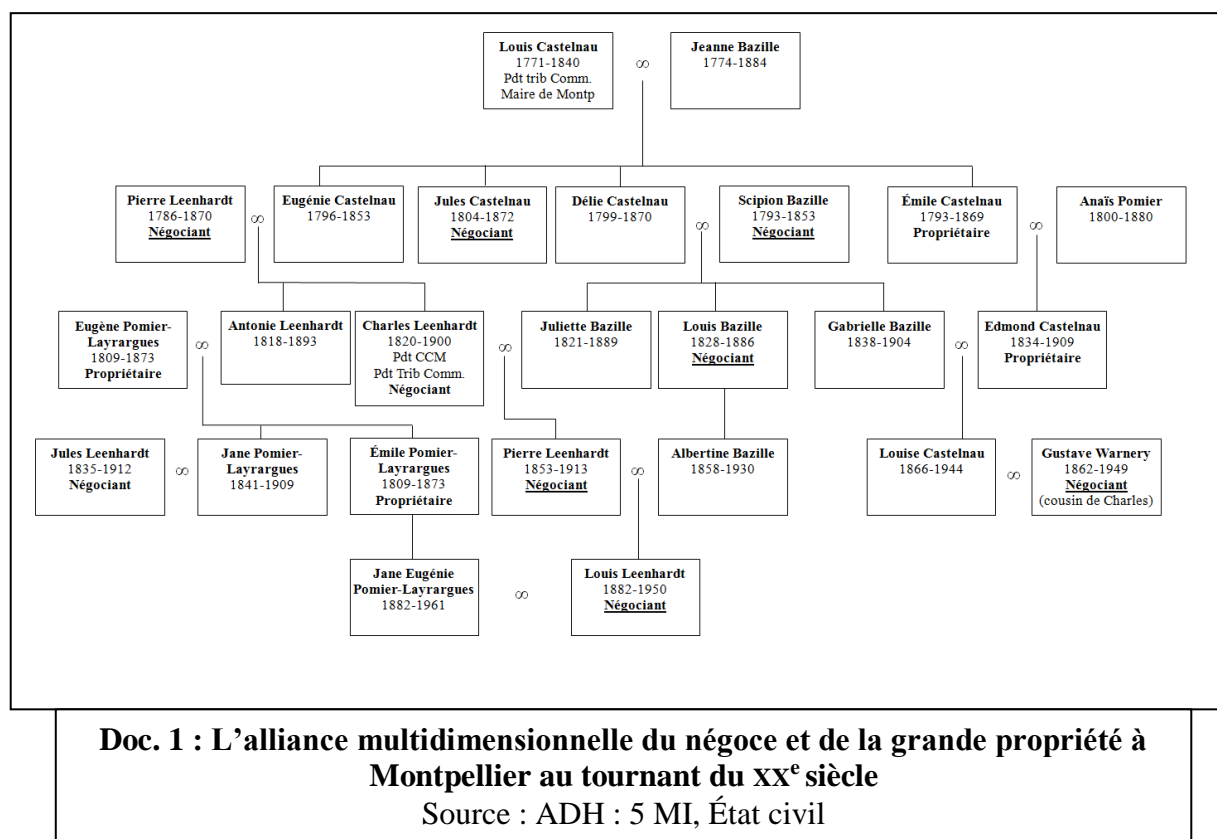 Louis Castelnau
1771-1840
Pdt trib Comm.
Maire de Montp
∞
Jeanne Bazille
1774-1884
Pierre Leenhardt
1786-1870
Négociant
∞
Eugénie Castelnau
1796-1853
Jules Castelnau
1804-1872
Négociant
Délie Castelnau
1799-1870
∞
Scipion Bazille
1793-1853
Négociant
Émile Castelnau
1793-1869
Propriétaire
∞
Anaïs Pomier
1800-1880
Eugène Pomier-
Layrargues
1809-1873
Propriétaire
∞
Antonie Leenhardt
1818-1893
Charles Leenhardt
1820-1900
Pdt CCM
Pdt Trib Comm.
Négociant
∞
Juliette Bazille
1821-1889
Louis Bazille
1828-1886
Négociant
Gabrielle Bazille
1838-1904
∞
Edmond Castelnau
1834-1909
Propriétaire
Jules Leenhardt
1835-1912
Négociant
∞
Jane Pomier-
Layrargues
1841-1909
Émile Pomier-
Layrargues
1809-1873
Propriétaire
Pierre Leenhardt
1853-1913
Négociant
∞
Albertine Bazille
1858-1930
Louise Castelnau
1866-1944
∞
Gustave Warnery
1862-1949
Négociant
(cousin de Charles)
Jane Eugénie
Pomier-Layrargues
1882-1961
∞
Louis Leenhardt
1882-1950
Négociant
Doc. 1 : L'alliance multidimensionnelle du négoce et de la grande propriété à
Montpellier au tournant du XXe siècle
Source : ADH : 5 MI, État civil